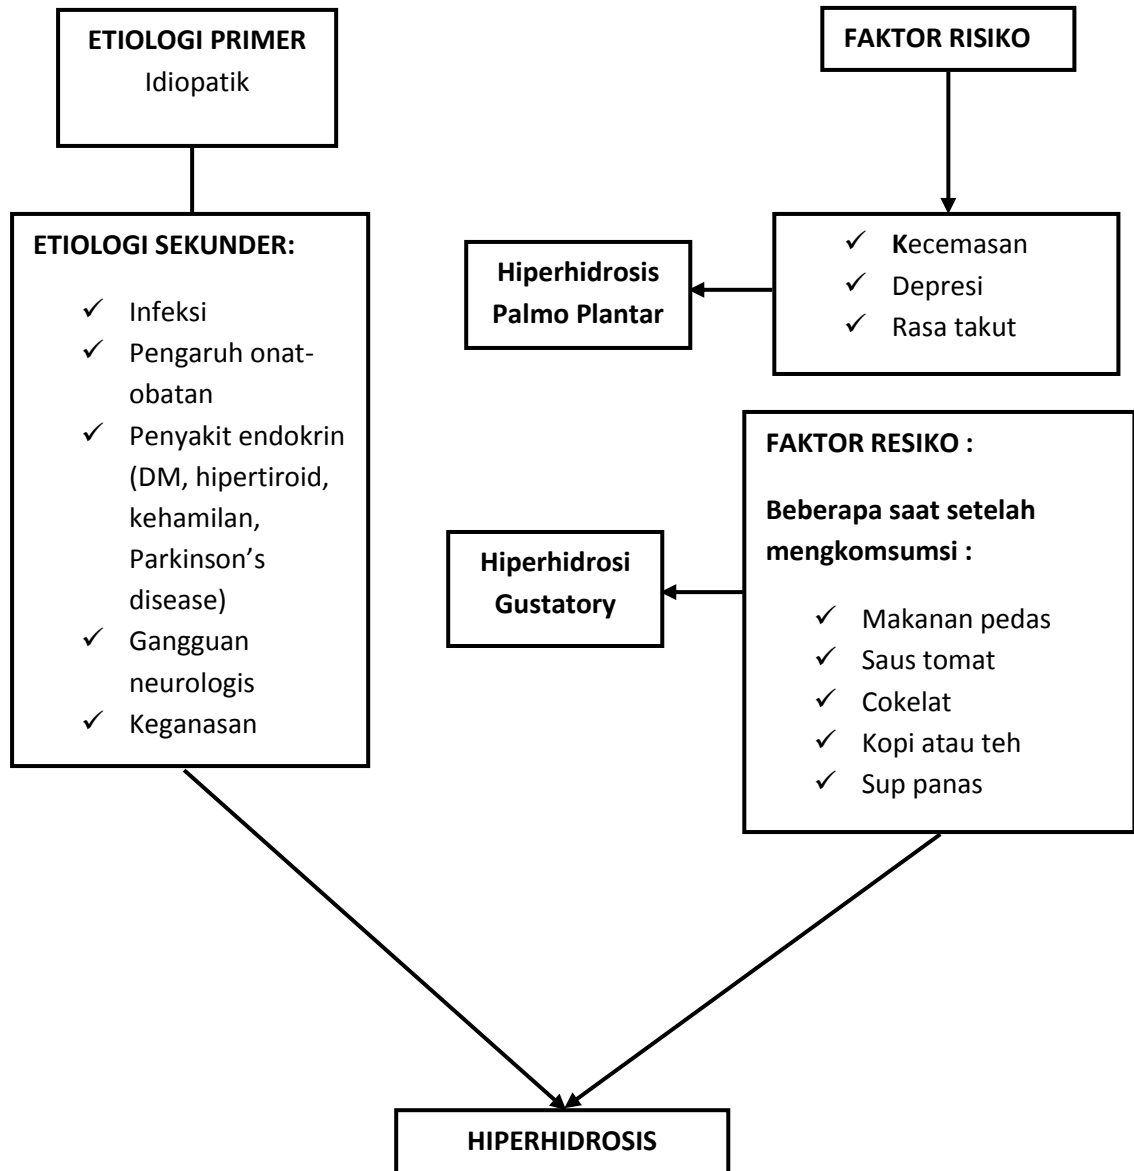 ETIOLOGI PRIMER
Idiopatik
FAKTOR RISIKO
ETIOLOGI SEKUNDER:
✓ Infeksi
✓ Pengaruh onat-
obatan
✓ Penyakit endokrin
(DM, hipertiroid,
kehamilan,
Parkinson’s
disease)
✓ Gangguan
neurologis
✓ Keganasan
Hiperhidrosis
Palmo Plantar
✓ Kecemasan
✓ Depresi
✓ Rasa takut
Hiperhidrosi
Gustatory
FAKTOR RESIKO :
Beberapa saat setelah
mengkomsumsi :
✓ Makanan pedas
✓ Saus tomat
✓ Cokelat
✓ Kopi atau teh
✓ Sup panas
HIPERHIDROSIS